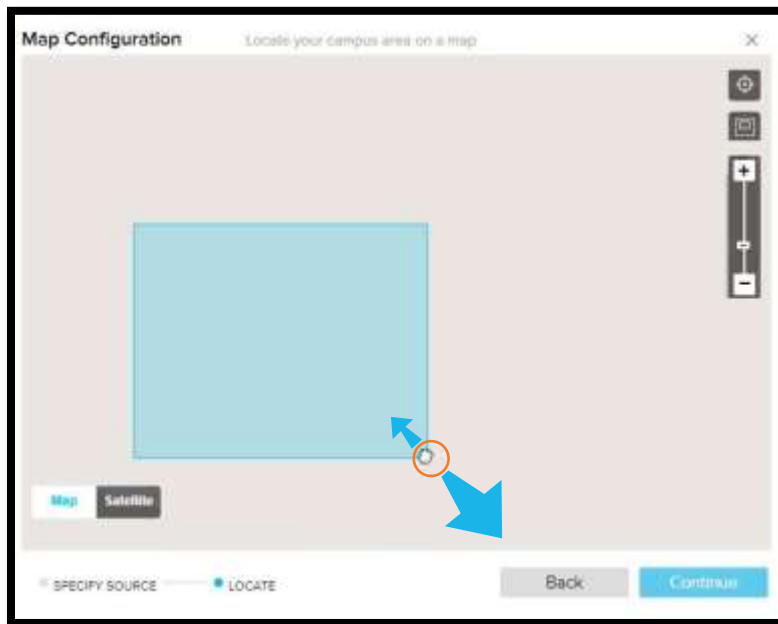 Map Configuration
Locate your campus area on a map
Map
Satellite
SPECIFY SOURCE
LOCATE
Back
Continue